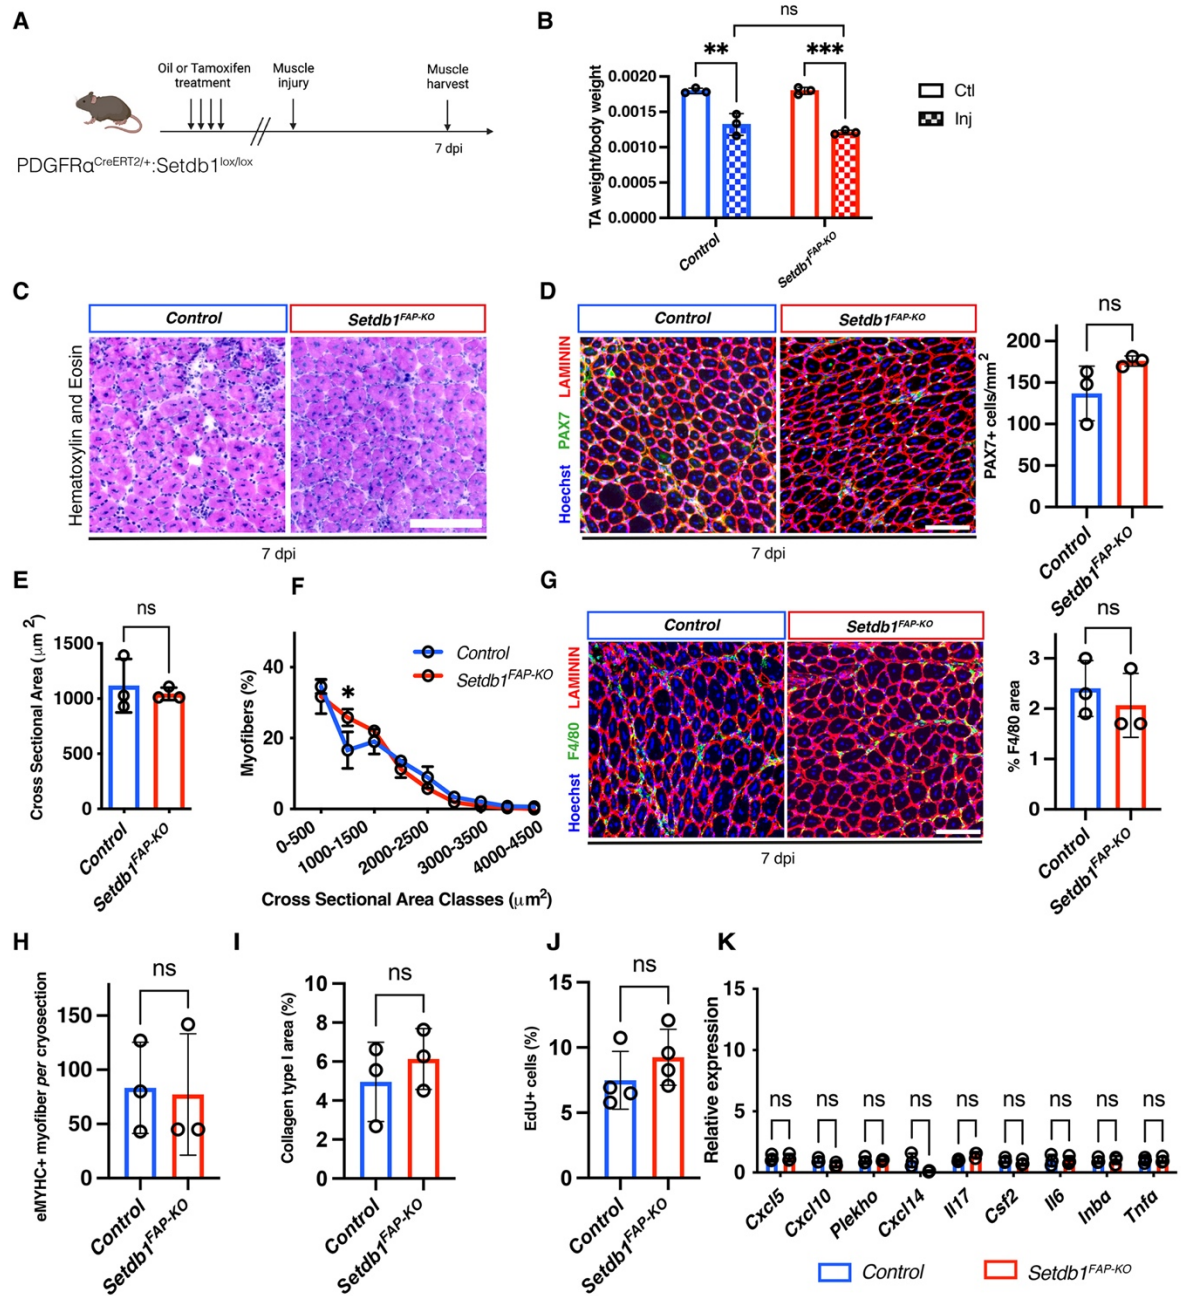 A
Oil or Tamoxifen
treatment
Muscle
injury
Muscle
harvest
7 dpi
PDGFRαCreERT2/+:Setdb1lox/lox
B
ns
**
***
TA weight/body weight
0.0020
0.0015
0.0010
0.0005
0.0000
Control
Setdb1FAP-KO
Ctl
Inj
C
Control
Setdb1FAP-KO
Hematoxylin and Eosin
7 dpi
D
Control
Setdb1FAP-KO
Hoechst PAX7 LAMININ
7 dpi
ns
PAX7+ cells/mm2
200
150
100
50
0
Control
Setdb1FAP-KO
E
ns
Cross Sectional Area (μm2)
1500
1000
500
0
Control
Setdb1FAP-KO
F
Myofibers (%)
40
20
0
*
Control
Setdb1FAP-KO
0-500
1000-1500
2000-2500
3000-3500
4000-4500
Cross Sectional Area Classes (μm2)
G
Control
Setdb1FAP-KO
Hoechst F4/80 LAMININ
7 dpi
ns
% F4/80 area
3
2
1
0
Control
Setdb1FAP-KO
H
ns
eMYHC+ myofiber per cryosection
150
100
50
0
Control
Setdb1FAP-KO
I
ns
Collagen type I area (%)
10
8
6
4
2
0
Control
Setdb1FAP-KO
J
ns
EdU+ cells (%)
15
10
5
0
Control
Setdb1FAP-KO
K
Relative expression
15
10
5
0
ns ns ns ns ns ns ns ns ns
Cxcl5
Cxcl10
Plekho
Cxcl14
Il17
Csf2
Il6
Inba
Tnfa
Control
Setdb1FAP-KO